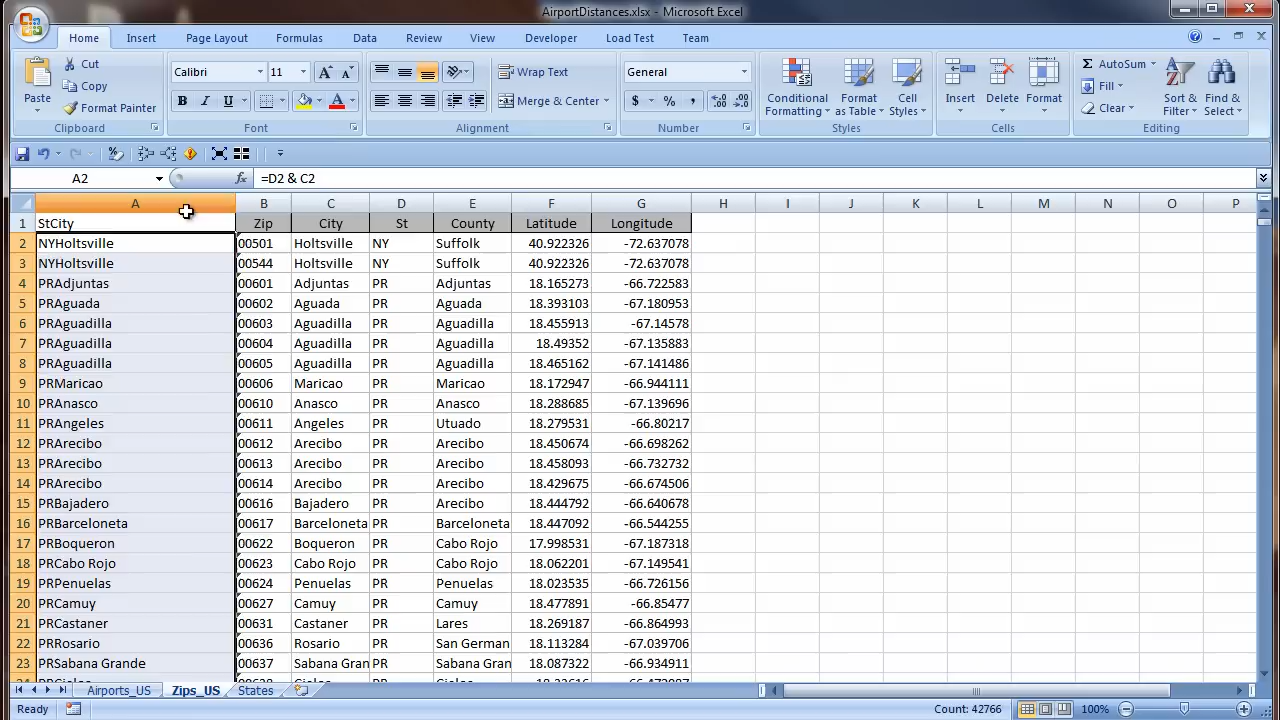 AirportDistances.xlsx - Microsoft Excel
Home Insert Page Layout Formulas Data Review View Developer Load Test Team
Paste Cut Copy Format Painter Clipboard
Calibri 11 B I U A A A Font
Wrap Text Merge & Center Alignment
General $ % , .0 .00 .00 .0 Number
Conditional Formatting Format as Table Cell Styles Styles
Insert Delete Format Cells
Σ AutoSum Fill Clear Sort & Filter Find & Select Editing
A2 fx =D2 & C2
A B C D E F G H I J K L M N O P
1 StCity Zip City St County Latitude Longitude
2 NYHoltsville 00501 Holtsville NY Suffolk 40.922326 -72.637078
3 NYHoltsville 00544 Holtsville NY Suffolk 40.922326 -72.637078
4 PRAdjuntas 00601 Adjuntas PR Adjuntas 18.165273 -66.722583
5 PRAguada 00602 Aguada PR Aguada 18.393103 -67.180953
6 PRAguadilla 00603 Aguadilla PR Aguadilla 18.455913 -67.14578
7 PRAguadilla 00604 Aguadilla PR Aguadilla 18.49352 -67.135883
8 PRAguadilla 00605 Aguadilla PR Aguadilla 18.465162 -67.141486
9 PRMaricao 00606 Maricao PR Maricao 18.172947 -66.944111
10 PRAnasco 00610 Anasco PR Anasco 18.288685 -67.139696
11 PRAngeles 00611 Angeles PR Utuado 18.279531 -66.80217
12 PRArecibo 00612 Arecibo PR Arecibo 18.450674 -66.698262
13 PRArecibo 00613 Arecibo PR Arecibo 18.458093 -66.732732
14 PRArecibo 00614 Arecibo PR Arecibo 18.429675 -66.674506
15 PRBajadero 00616 Bajadero PR Arecibo 18.444792 -66.640678
16 PRBarceloneta 00617 Barceloneta PR Barceloneta 18.447092 -66.544255
17 PRBoqueron 00622 Boqueron PR Cabo Rojo 17.998531 -67.187318
18 PRCabo Rojo 00623 Cabo Rojo PR Cabo Rojo 18.062201 -67.149541
19 PRPenuelas 00624 Penuelas PR Penuelas 18.023535 -66.726156
20 PRCamuy 00627 Camuy PR Camuy 18.477891 -66.85477
21 PRCastaner 00631 Castaner PR Lares 18.269187 -66.864993
22 PRRosario 00636 Rosario PR San German 18.113284 -67.039706
23 PRSabana Grande 00637 Sabana Gran PR Sabana Gran 18.087322 -66.934911
Airports_US Zips_US States
Ready Count: 42766 100%